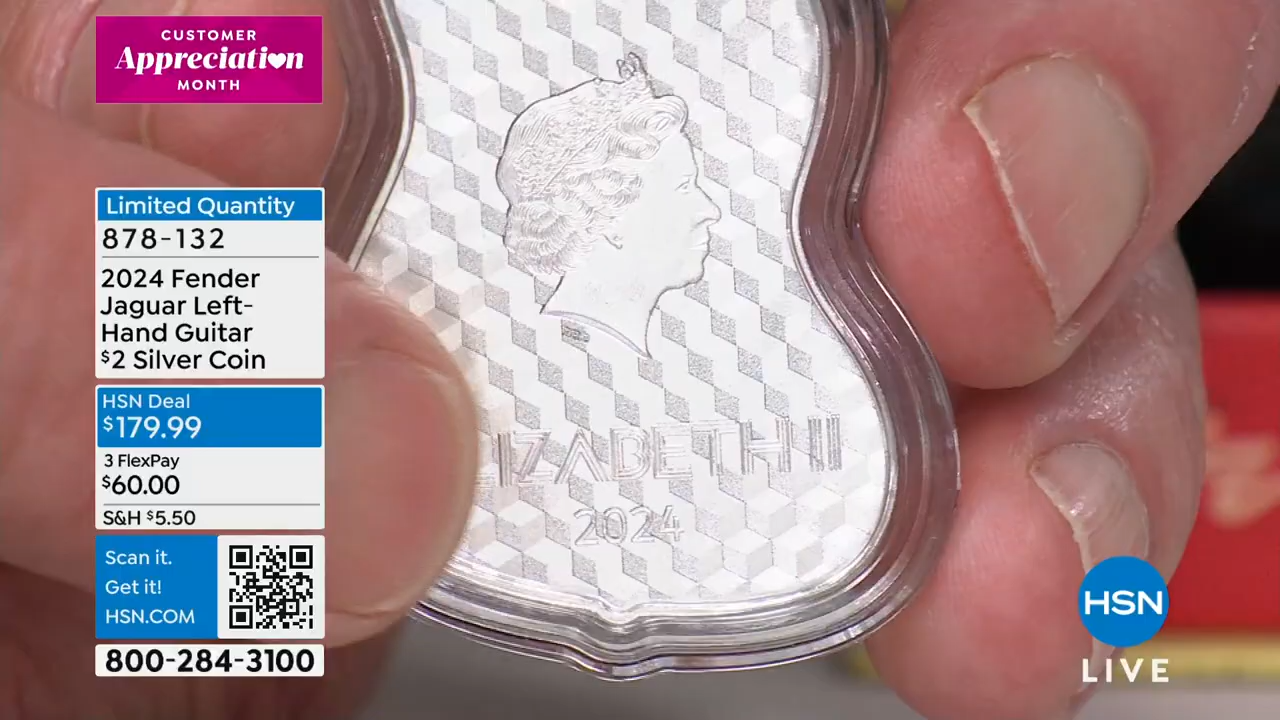 CUSTOMER
Appreciation
MONTH
Limited Quantity
878-132
2024 Fender
Jaguar Left-
Hand Guitar
$2 Silver Coin
HSN Deal
$179.99
3 FlexPay
$60.00
S&H $5.50
Scan it.
Get it!
HSN.COM
800-284-3100
IZABETH II
2024
HSN
LIVE